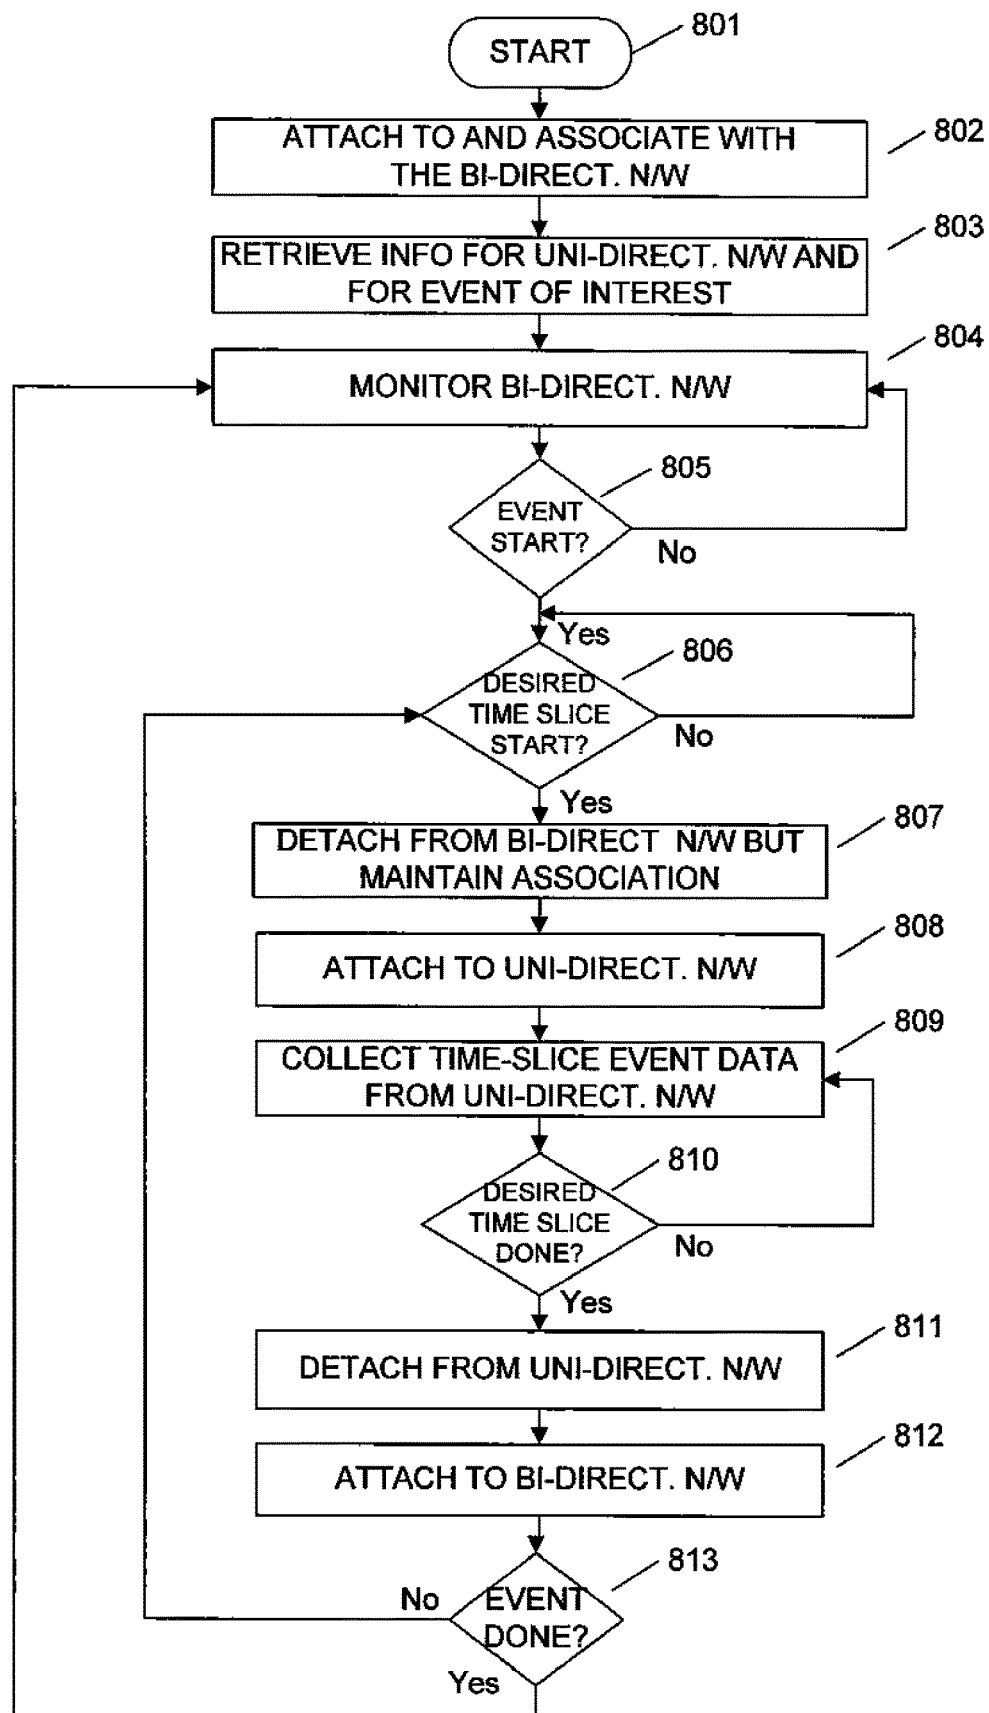 START
801
ATTACH TO AND ASSOCIATE WITH
THE BI-DIRECT. N/W
802
RETRIEVE INFO FOR UNI-DIRECT. N/W AND
FOR EVENT OF INTEREST
803
MONITOR BI-DIRECT. N/W
804
EVENT
START?
805
No
Yes
DESIRED
TIME SLICE
START?
806
No
Yes
DETACH FROM BI-DIRECT N/W BUT
MAINTAIN ASSOCIATION
807
ATTACH TO UNI-DIRECT. N/W
808
COLLECT TIME-SLICE EVENT DATA
FROM UNI-DIRECT. N/W
809
DESIRED
TIME SLICE
DONE?
810
No
Yes
DETACH FROM UNI-DIRECT. N/W
811
ATTACH TO BI-DIRECT. N/W
812
EVENT
DONE?
813
No
Yes